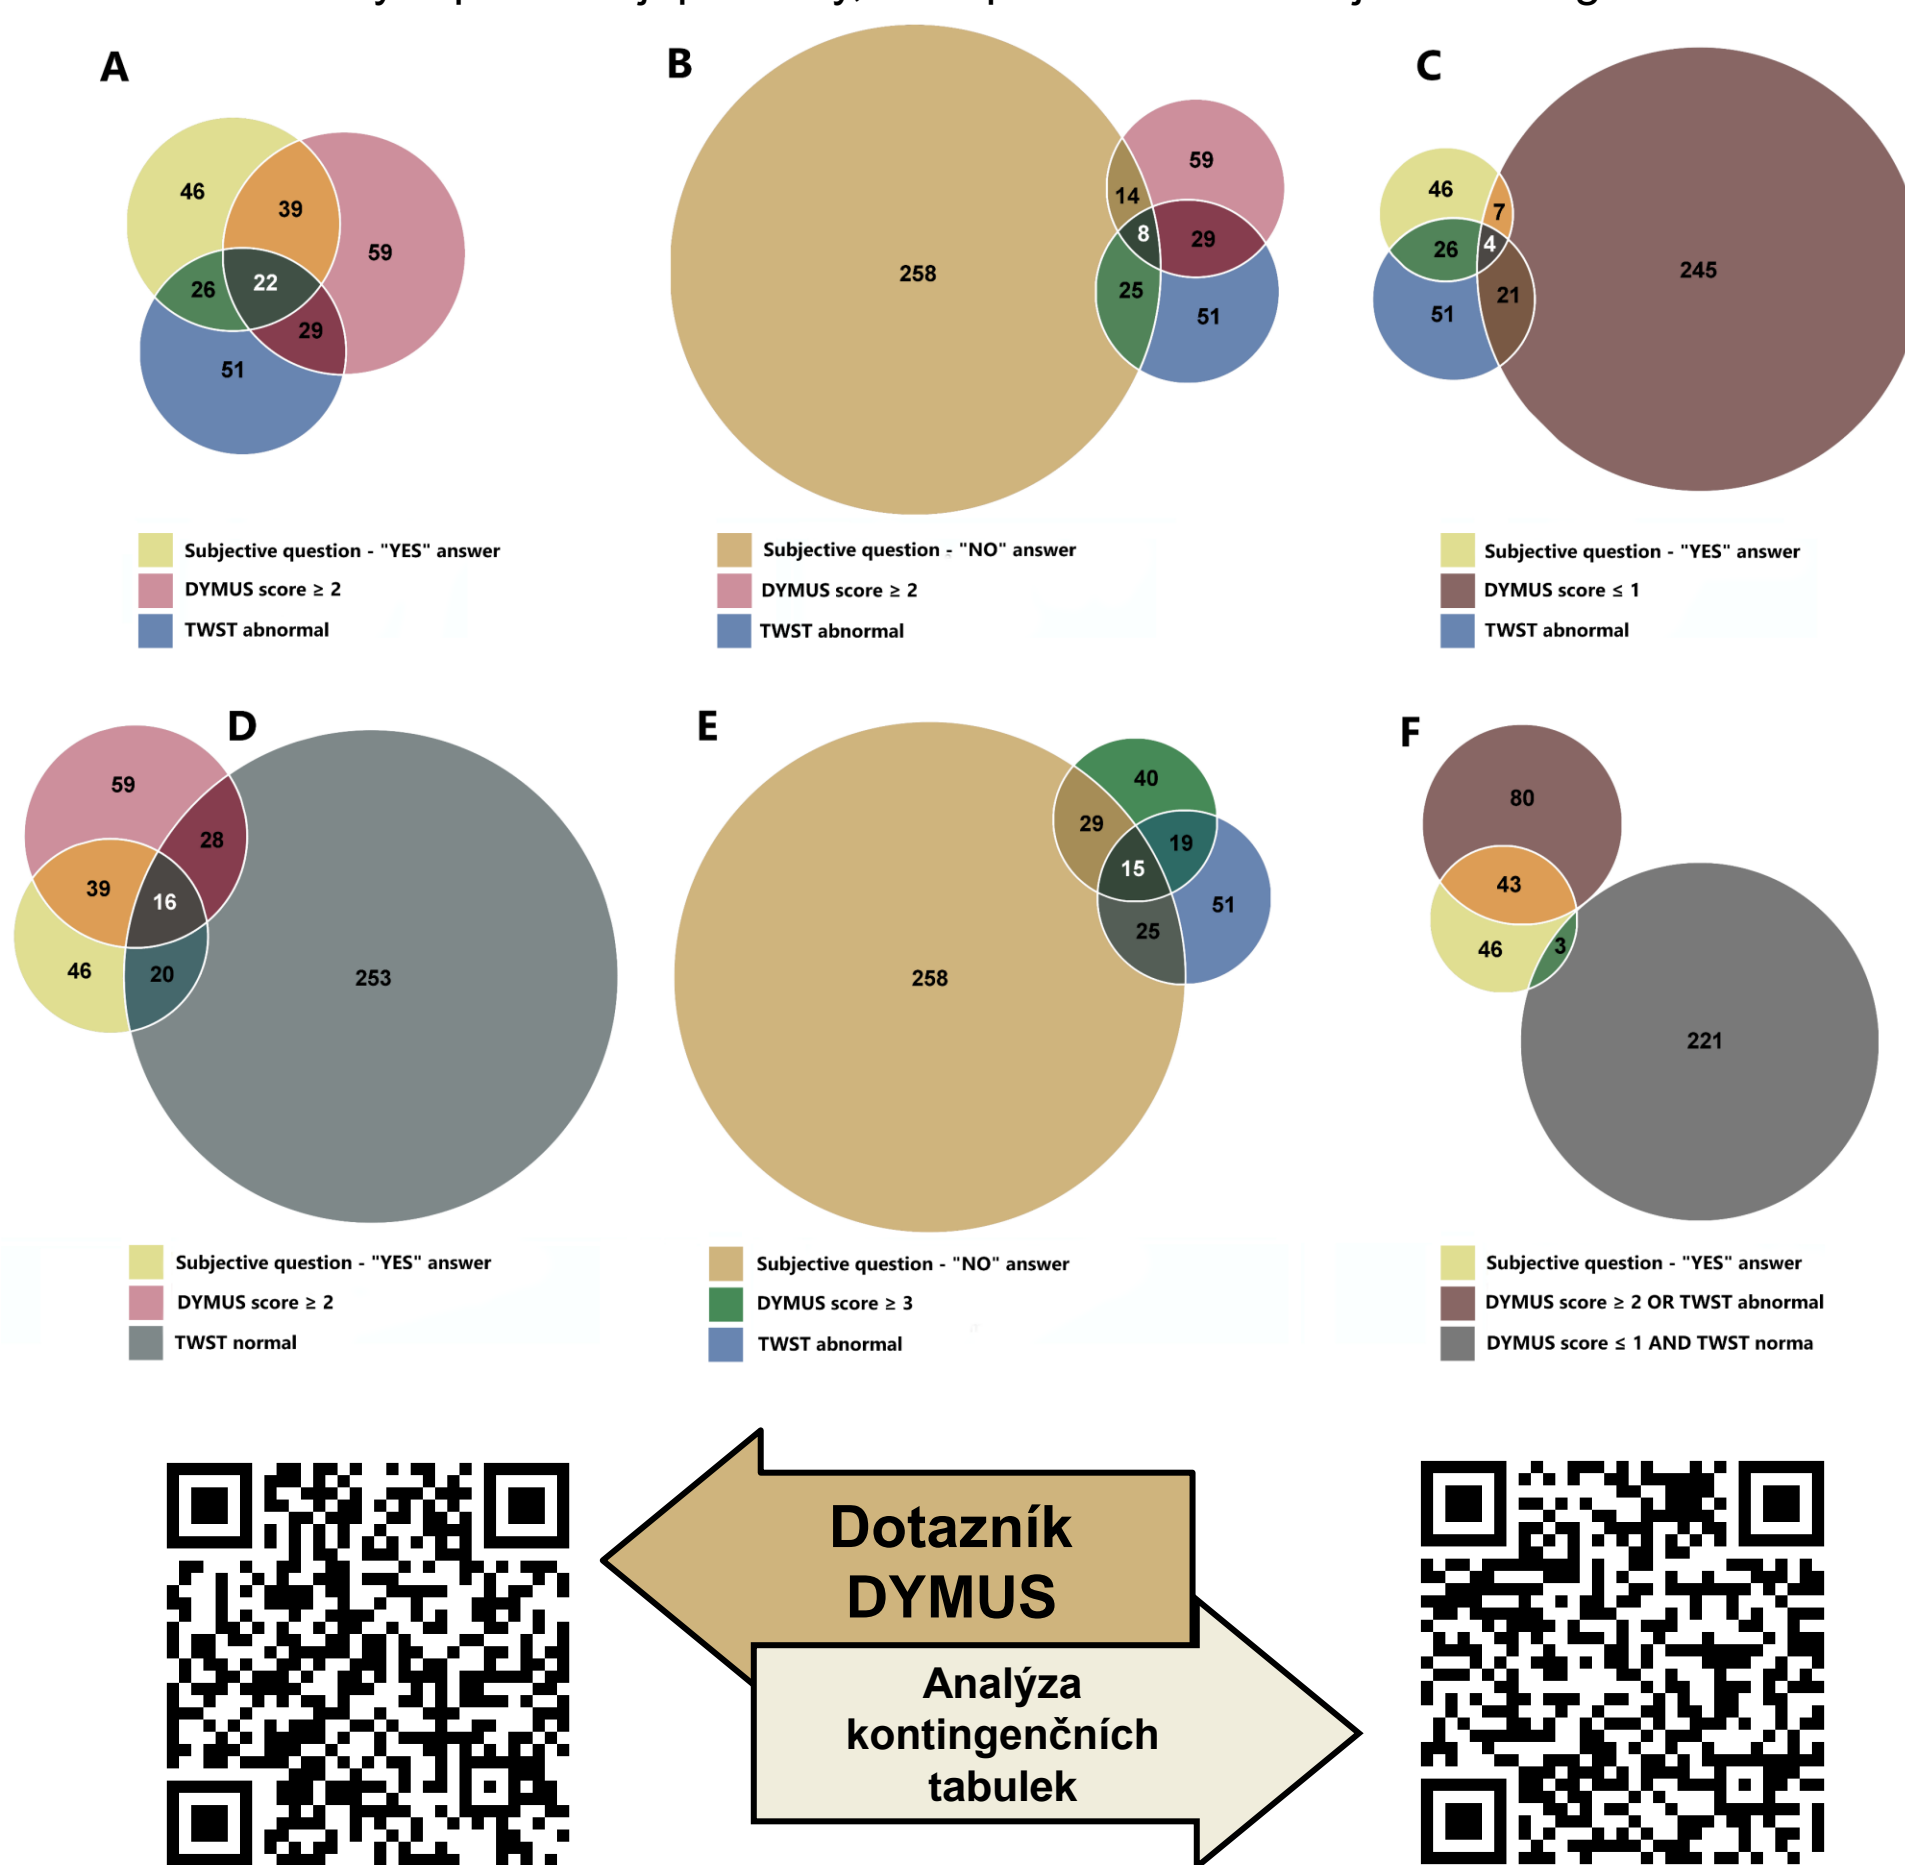 A
46
39
59
26
22
29
51
Subjective question - "YES" answer
DYMUS score ≥ 2
TWST abnormal
B
59
14
8
29
258
25
51
Subjective question - "NO" answer
DYMUS score ≥ 2
TWST abnormal
C
46
7
26
4
245
21
51
Subjective question - "YES" answer
DYMUS score ≤ 1
TWST abnormal
D
59
28
39
16
46
20
253
Subjective question - "YES" answer
DYMUS score ≥ 2
TWST normal
E
40
29
19
15
51
25
258
Subjective question - "NO" answer
DYMUS score ≥ 3
TWST abnormal
F
80
43
46
3
221
Subjective question - "YES" answer
DYMUS score ≥ 2 OR TWST abnormal
DYMUS score ≤ 1 AND TWST norma
Dotazník
DYMUS
Analýza
kontingenčních
tabulek